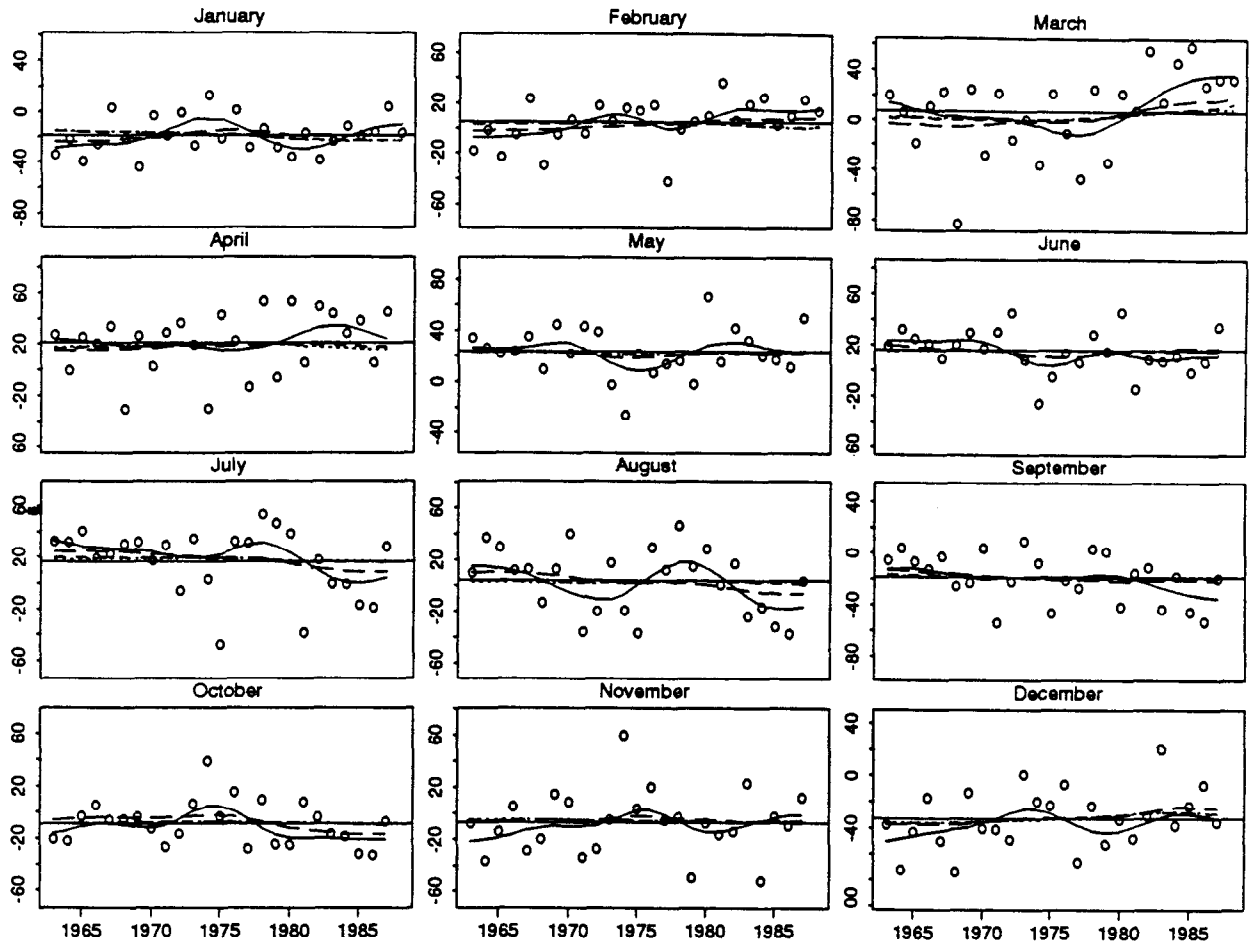 January February March
40 0 -40 -80
60 20 -20 -60
40 0 -40 -80
April May June
60 20 -20 60
80 40 0 -40
60 20 -20 -60
July August September
60 20 -20 -60
60 20 -20 -60
40 0 -40 -80
October November December
60 20 -20 -60
60 20 -20 -60
40 0 -40 00
1965 1970 1975 1980 1985 1965 1970 1975 1980 1985 1965 1970 1975 1980 1985